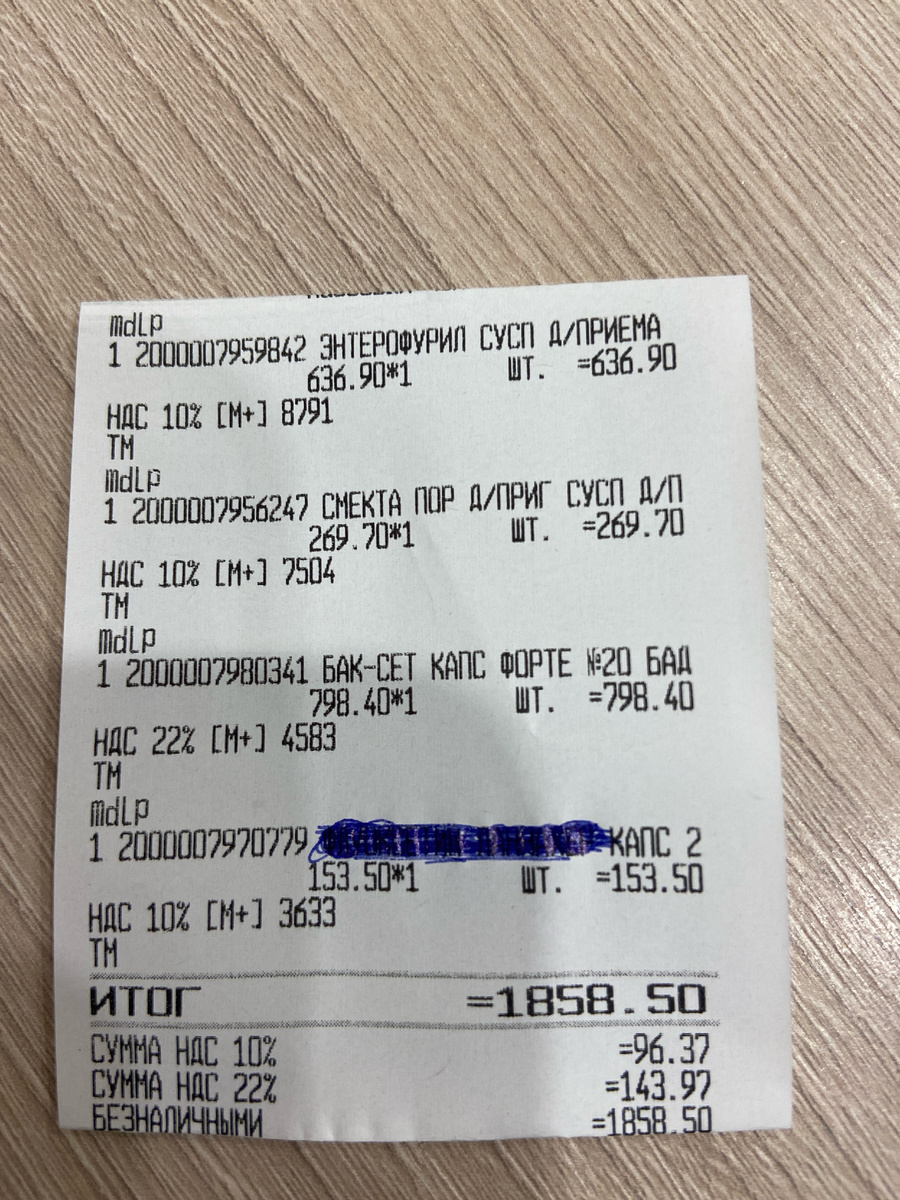 mdLp
1 2000007959842 ЭНТЕРОФУРИЛ СУСП Д/ПРИЕМА
636.90*1 ШТ. =636.90
НДС 10% [М+] 8791
ТМ
mdLp
1 2000007956247 СМЕКТА ПОР Д/ПРИГ СУСП Д/П
269.70*1 ШТ. =269.70
НДС 10% [М+] 7504
ТМ
mdLp
1 2000007980341 БАК-СЕТ КАПС ФОРТЕ №20 БАД
798.40*1 ШТ. =798.40
НДС 22% [М+] 4583
ТМ
mdLp
1 2000007970779 КАПС 2
153.50*1 ШТ. =153.50
НДС 10% [М+] 3633
ТМ
ИТОГ =1858.50
СУММА НДС 10% =96.37
СУММА НДС 22% =143.97
БЕЗНАЛИЧНЫМИ =1858.50